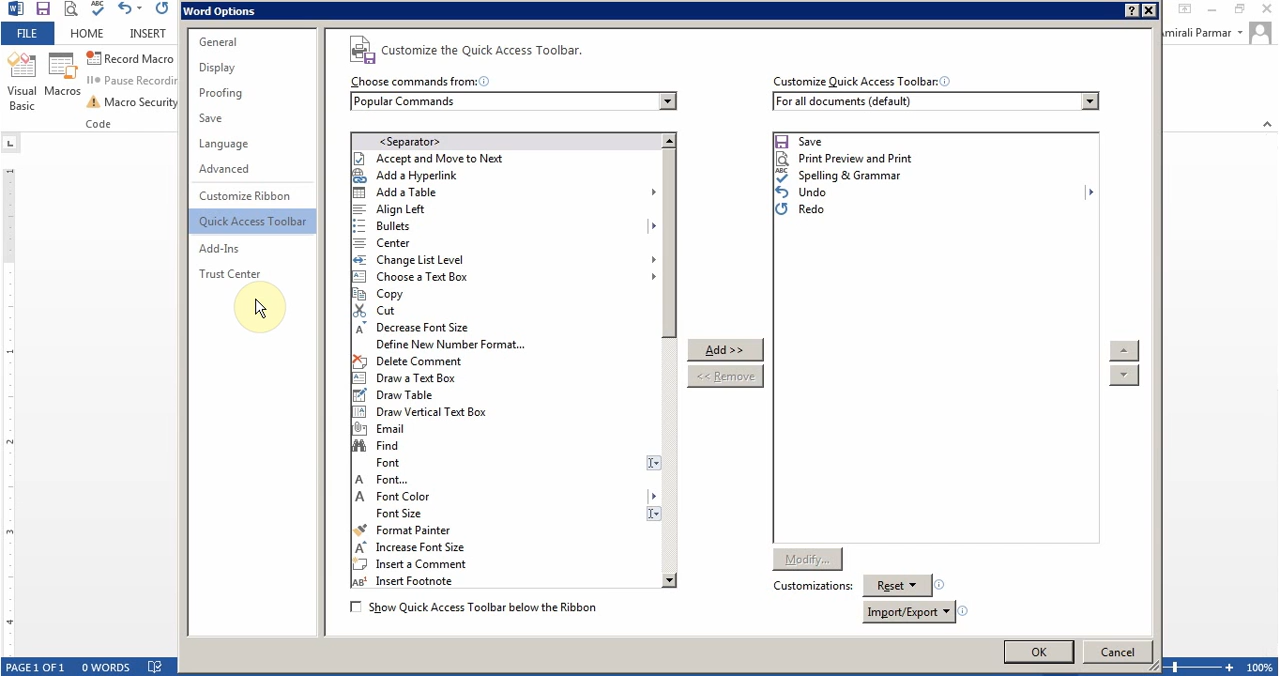 Word Options
FILE
HOME
INSERT
Amirali Parmar
Visual
Basic
Macros
Record Macro
Pause Recordin
Macro Security
Code
General
Display
Proofing
Save
Language
Advanced
Customize Ribbon
Quick Access Toolbar
Add-Ins
Trust Center
Customize the Quick Access Toolbar.
Choose commands from:
Popular Commands
<Separator>
Accept and Move to Next
Add a Hyperlink
Add a Table
Align Left
Bullets
Center
Change List Level
Choose a Text Box
Copy
Cut
Decrease Font Size
Define New Number Format...
Delete Comment
Draw a Text Box
Draw Table
Draw Vertical Text Box
Email
Find
Font
Font...
Font Color
Font Size
Format Painter
Increase Font Size
Insert a Comment
Insert Footnote
Show Quick Access Toolbar below the Ribbon
Add >>
<< Remove
Customize Quick Access Toolbar:
For all documents (default)
Save
Print Preview and Print
Spelling & Grammar
Undo
Redo
Modify...
Customizations:
Reset
Import/Export
OK
Cancel
PAGE 1 OF 1
0 WORDS
100%